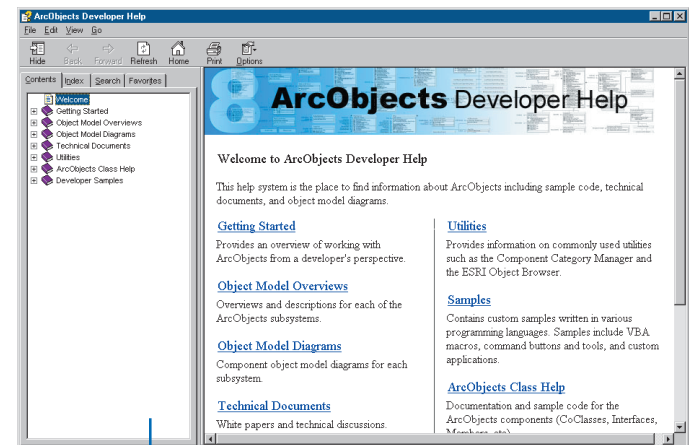 ArcObjects Developer Help
File Edit View Go
Hide Back Forward Refresh Home Print Options
Contents Index Search Favorites
Welcome
Getting Started
Object Model Overviews
Object Model Diagrams
Technical Documents
Utilities
ArcObjects Class Help
Developer Samples
8
ArcObjects Developer Help
Welcome to ArcObjects Developer Help
This help system is the place to find information about ArcObjects including sample code, technical
documents, and object model diagrams.
Getting Started
Provides an overview of working with
ArcObjects from a developer's perspective.
Object Model Overviews
Overviews and descriptions for each of the
ArcObjects subsystems.
Object Model Diagrams
Component object model diagrams for each
subsystem.
Technical Documents
White papers and technical discussions.
Utilities
Provides information on commonly used utilities
such as the Component Category Manager and
the ESRI Object Browser.
Samples
Contains custom samples written in various
programming languages. Samples include VBA
macros, command buttons and tools, and custom
applications.
ArcObjects Class Help
Documentation and sample code for the
ArcObjects components (CoClasses, Interfaces,
Members, etc)